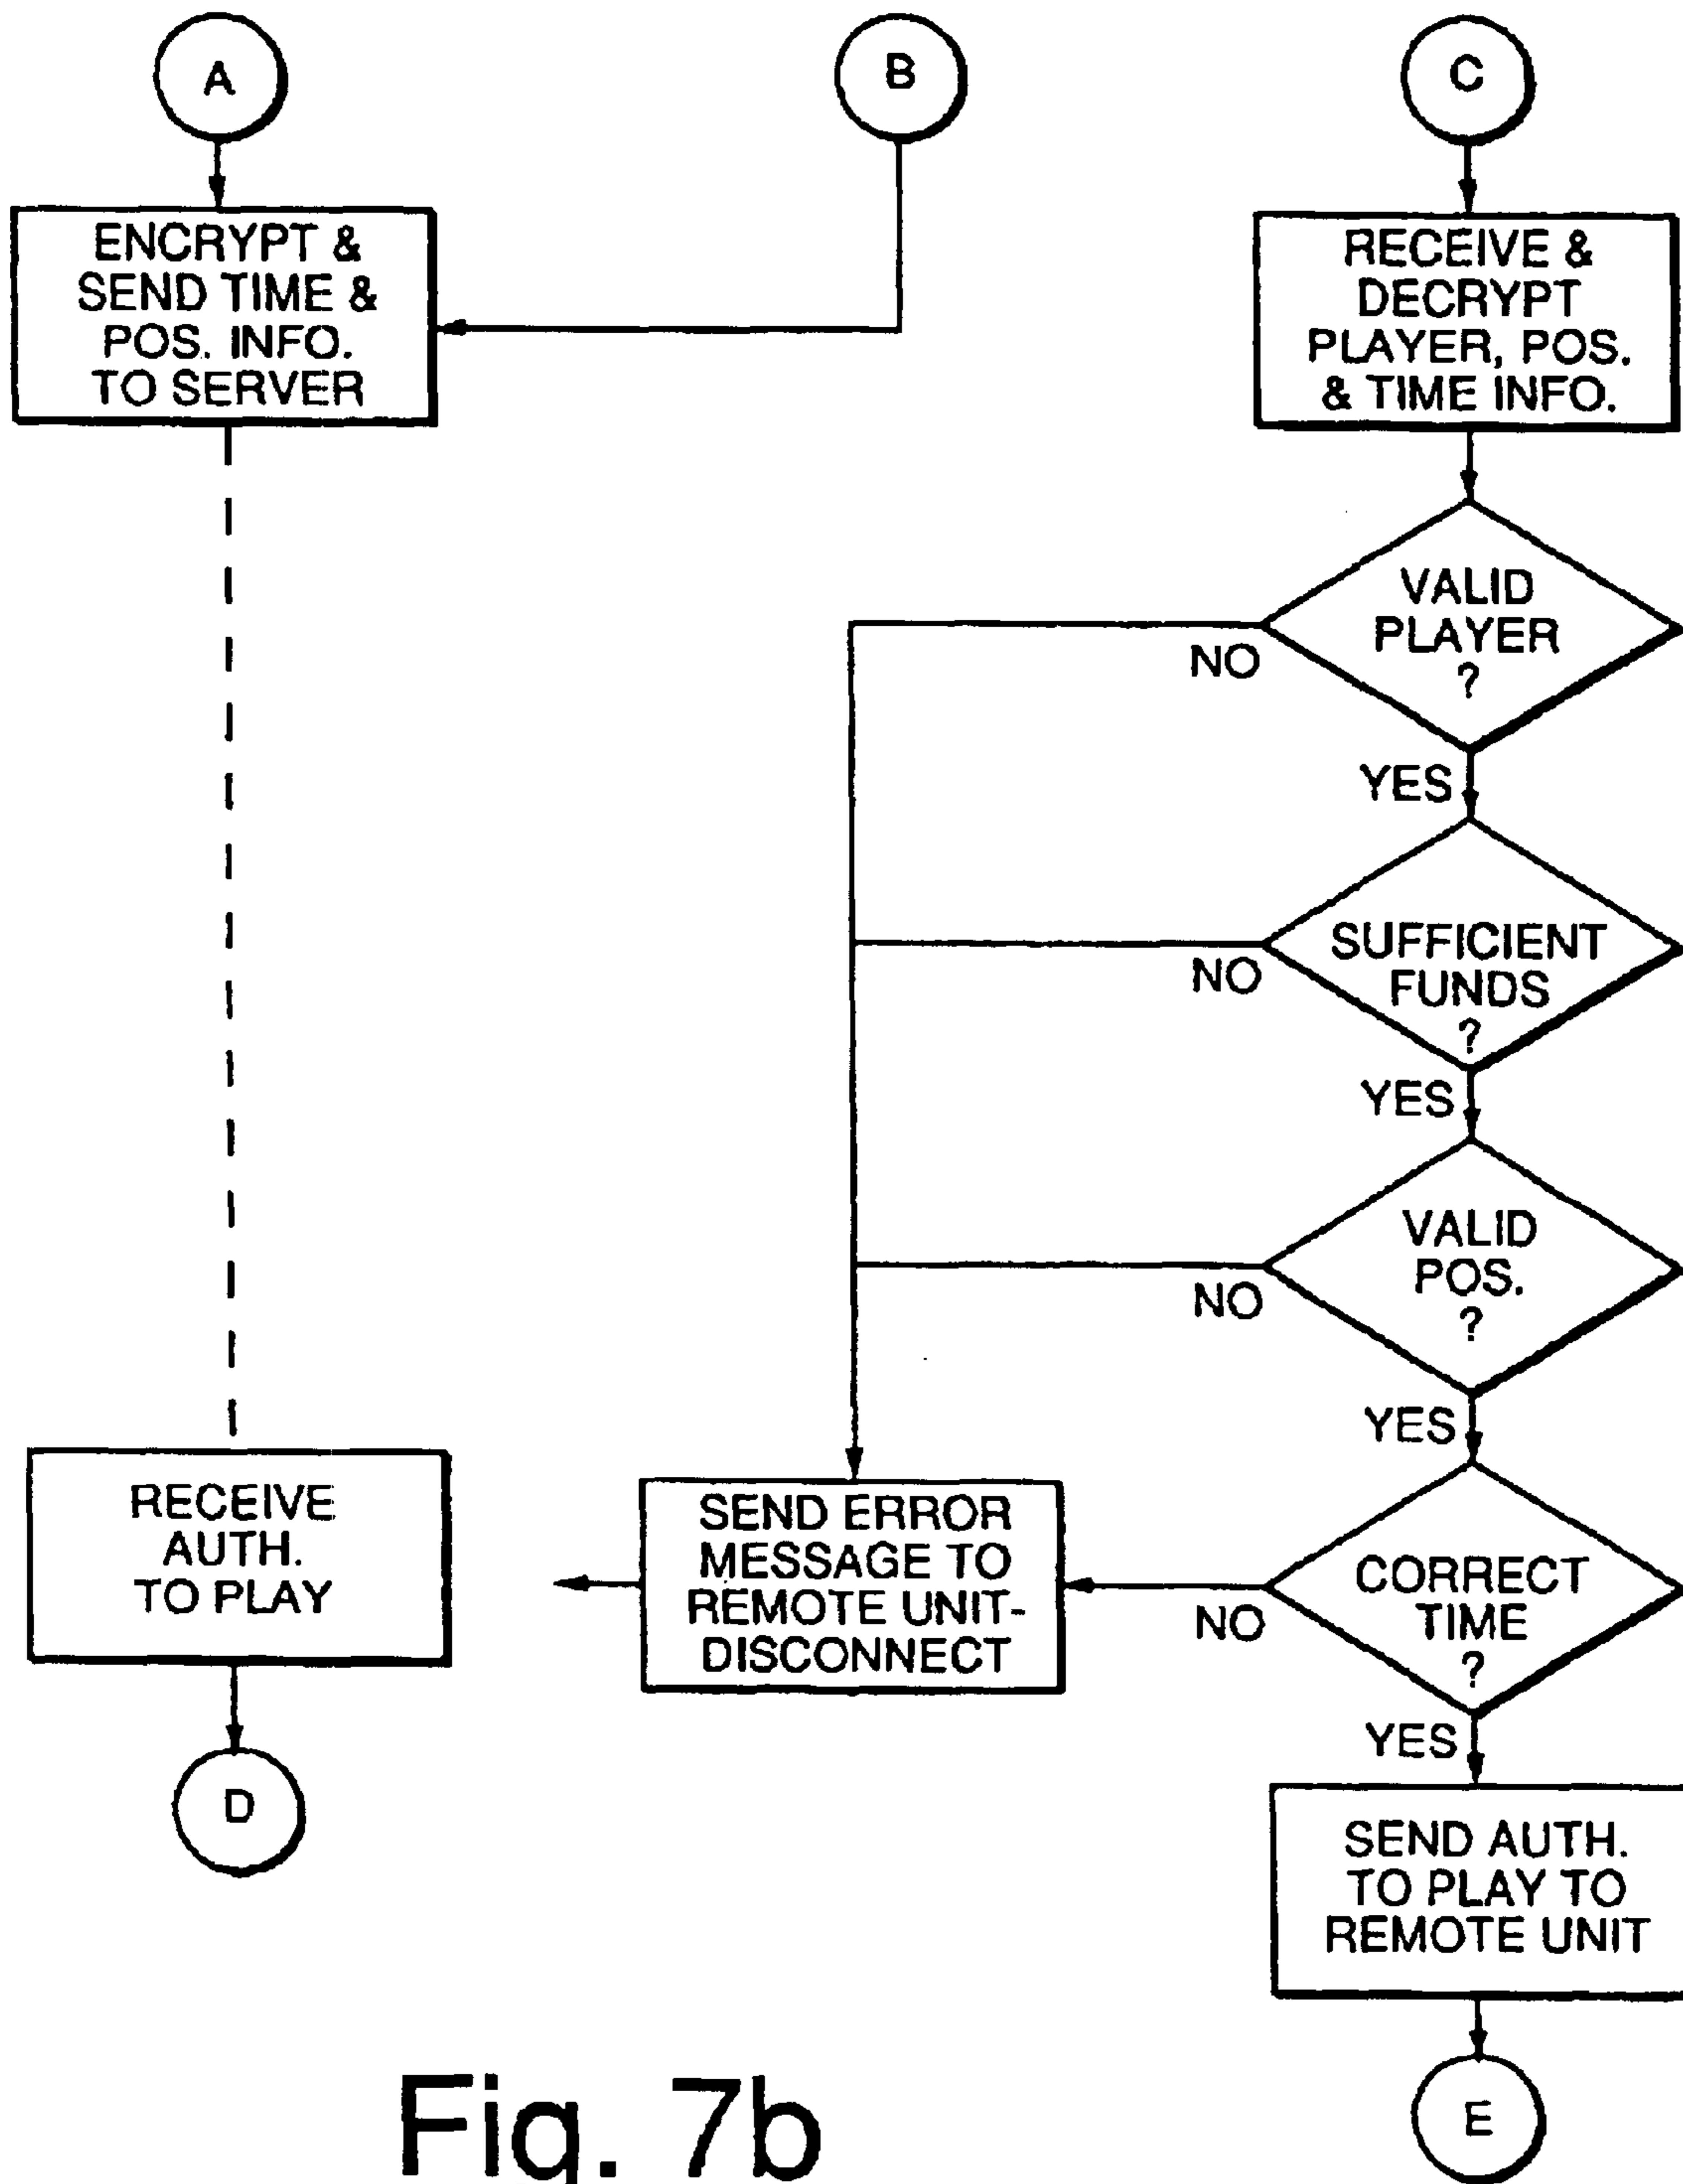 A
B
C
ENCRYPT &
SEND TIME &
POS. INFO.
TO SERVER
RECEIVE &
DECRYPT
PLAYER, POS.
& TIME INFO.
VALID
PLAYER
?
NO
YES
SUFFICIENT
FUNDS
?
NO
YES
VALID
POS.
?
NO
YES
RECEIVE
AUTH.
TO PLAY
SEND ERROR
MESSAGE TO
REMOTE UNIT-
DISCONNECT
CORRECT
TIME
?
NO
YES
D
SEND AUTH.
TO PLAY TO
REMOTE UNIT
E
Fig. 7b